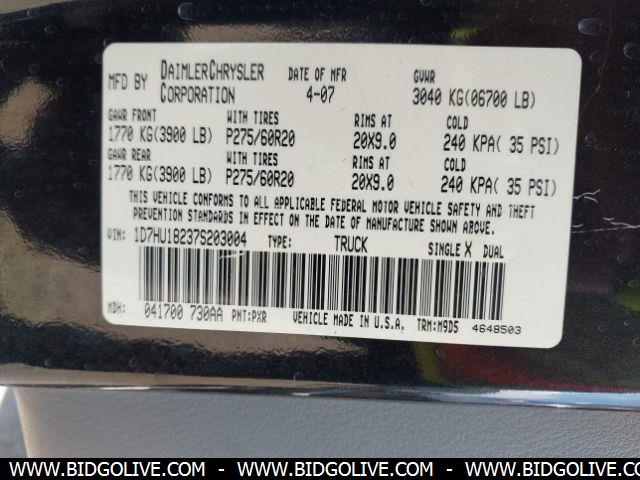 MFD BY DAIMLERCHRYSLER CORPORATION DATE OF MFR 4-07 GVWR 3040 KG(06700 LB)
GAWR FRONT WITH TIRES RIMS AT COLD
1770 KG(3900 LB) P275/60R20 20X9.0 240 KPA( 35 PSI)
GAWR REAR WITH TIRES RIMS AT COLD
1770 KG(3900 LB) P275/60R20 20X9.0 240 KPA( 35 PSI)
THIS VEHICLE CONFORMS TO ALL APPLICABLE FEDERAL MOTOR VEHICLE SAFETY AND THEFT
PREVENTION STANDARDS IN EFFECT ON THE DATE OF MANUFACTURE SHOWN ABOVE.
VIN: 1D7HU18237S203004 TYPE: TRUCK SINGLE X DUAL
MDH: 041700 730AA PNT:PXR VEHICLE MADE IN U.S.A. TRM:M9D5 4648503
WWW.BIDGOLIVE.COM - WWW.BIDGOLIVE.COM - WWW.BIDGOLIVE.COM